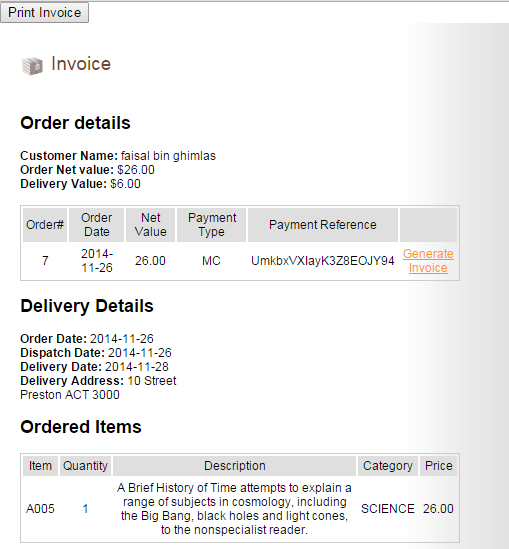 Print Invoice
Invoice
Order details
Customer Name: faisal bin ghimlas
Order Net value: $26.00
Delivery Value: $6.00
Order# Order Date Net Value Payment Type Payment Reference
7 2014-11-26 26.00 MC UmkbxVXIayK3Z8EOJY94 Generate Invoice
Delivery Details
Order Date: 2014-11-26
Dispatch Date: 2014-11-26
Delivery Date: 2014-11-28
Delivery Address: 10 Street
Preston ACT 3000
Ordered Items
Item Quantity Description Category Price
A005 1 A Brief History of Time attempts to explain a
range of subjects in cosmology, including
the Big Bang, black holes and light cones,
to the nonspecialist reader. SCIENCE 26.00